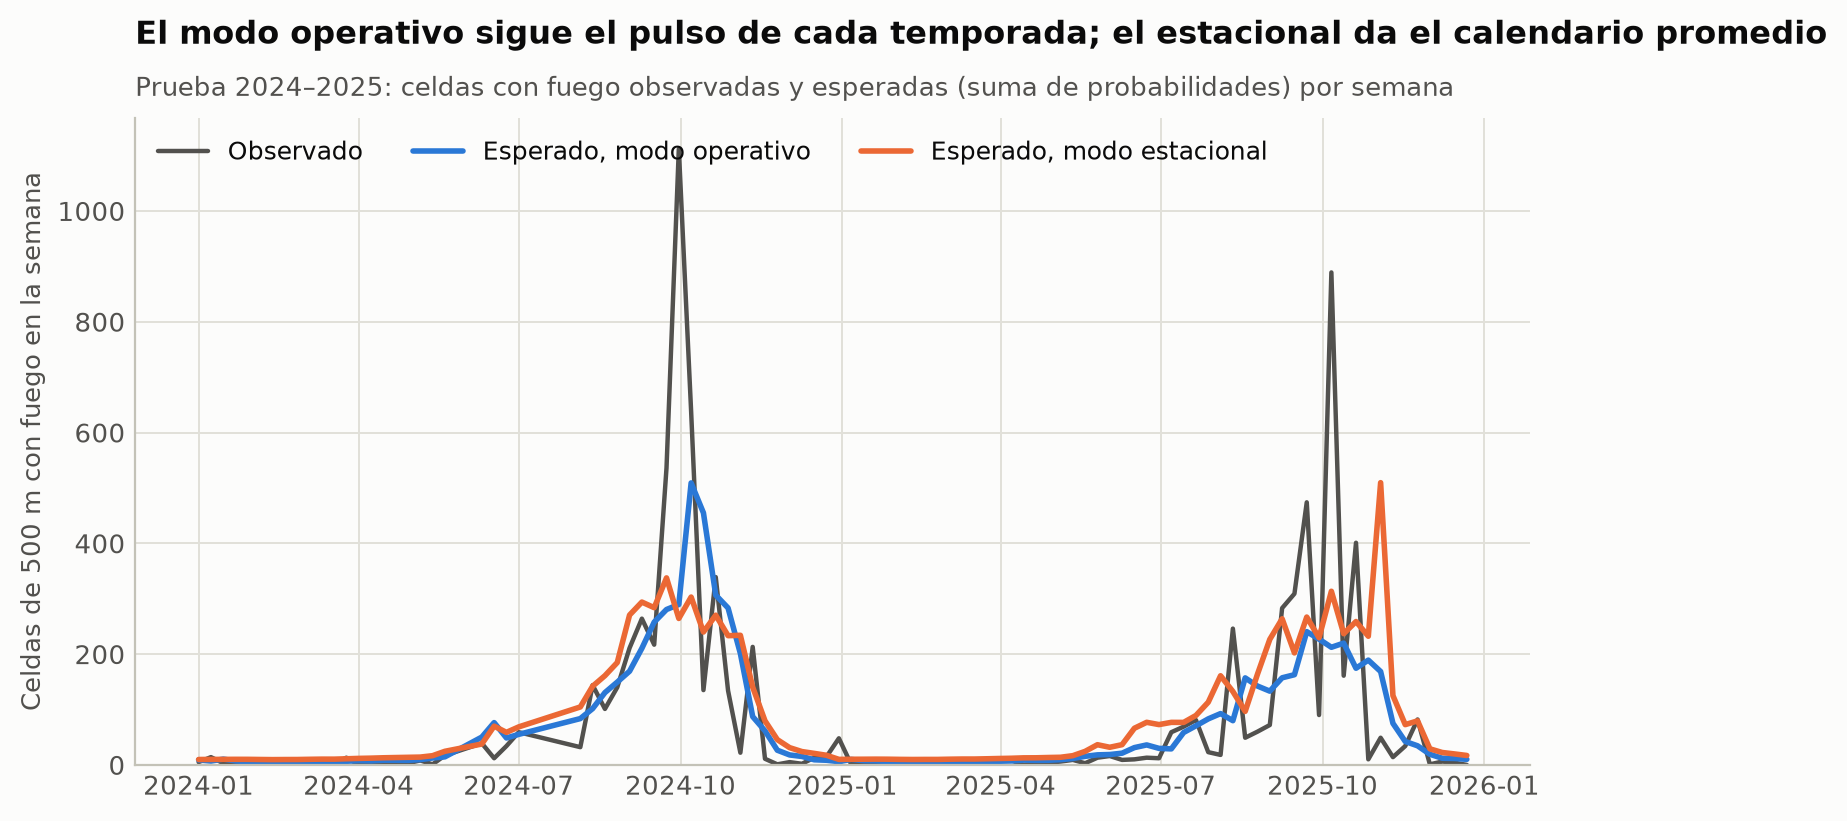 El modo operativo sigue el pulso de cada temporada; el estacional da el calendario promedio
Prueba 2024–2025: celdas con fuego observadas y esperadas (suma de probabilidades) por semana
Observado
Esperado, modo operativo
Esperado, modo estacional
Celdas de 500 m con fuego en la semana
1000
800
600
400
200
0
2024-01
2024-04
2024-07
2024-10
2025-01
2025-04
2025-07
2025-10
2026-01